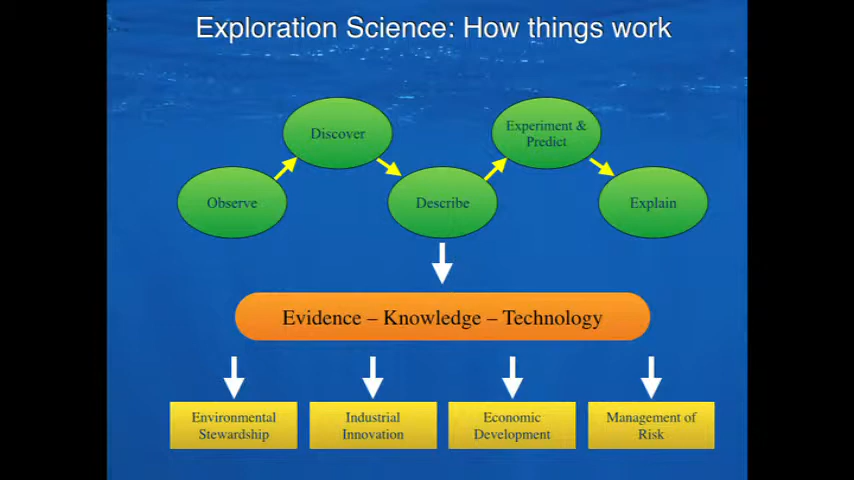 Exploration Science: How things work
Discover
Experiment &
Predict
Observe
Describe
Explain
Evidence – Knowledge – Technology
Environmental
Stewardship
Industrial
Innovation
Economic
Development
Management of
Risk